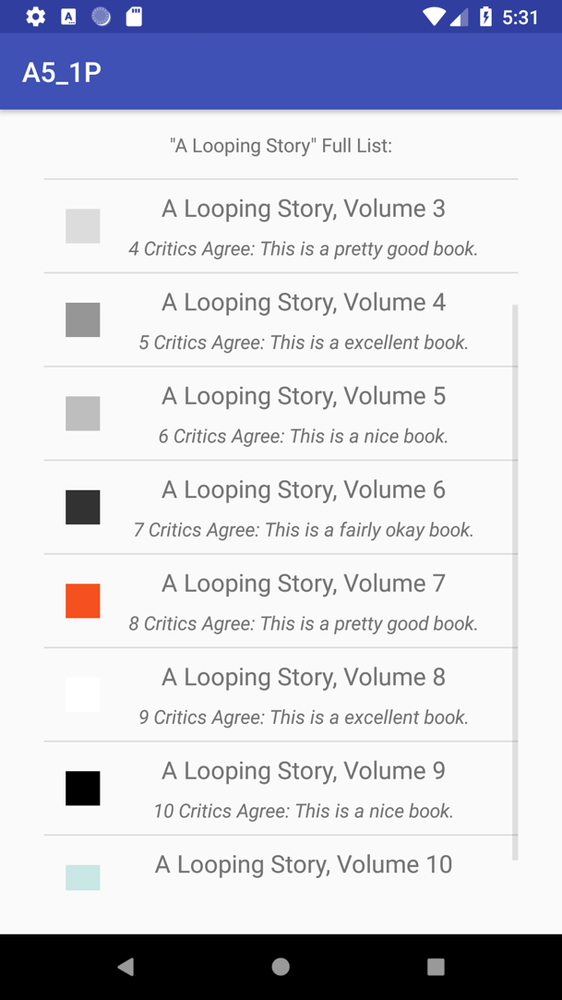 5:31
A5_1P
"A Looping Story" Full List:
A Looping Story, Volume 3
4 Critics Agree: This is a pretty good book.
A Looping Story, Volume 4
5 Critics Agree: This is a excellent book.
A Looping Story, Volume 5
6 Critics Agree: This is a nice book.
A Looping Story, Volume 6
7 Critics Agree: This is a fairly okay book.
A Looping Story, Volume 7
8 Critics Agree: This is a pretty good book.
A Looping Story, Volume 8
9 Critics Agree: This is a excellent book.
A Looping Story, Volume 9
10 Critics Agree: This is a nice book.
A Looping Story, Volume 10